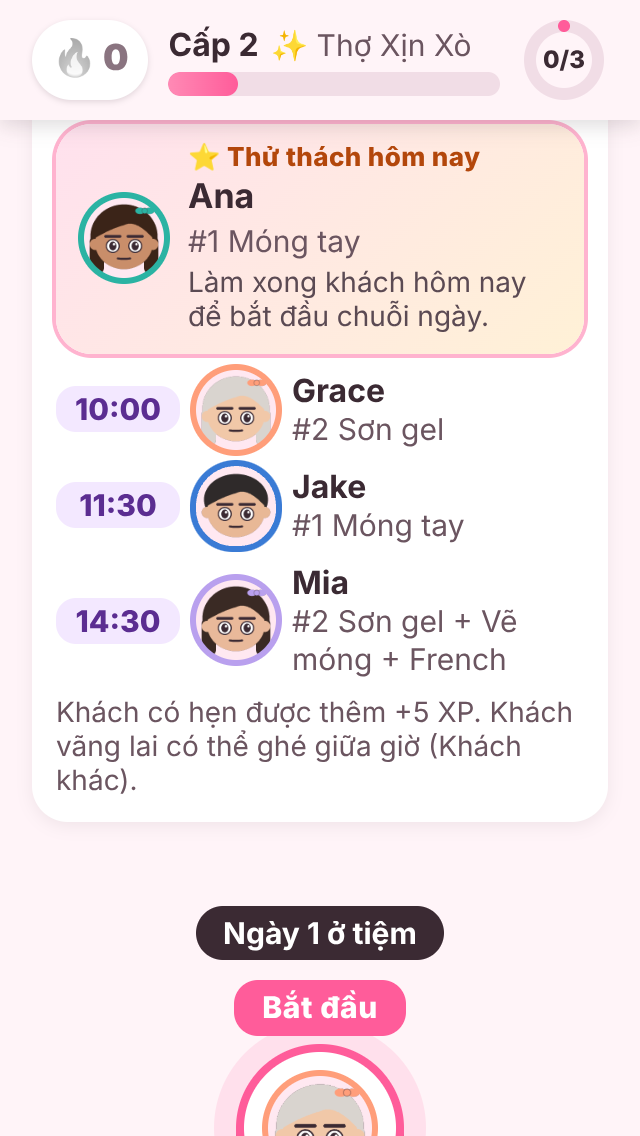 0
Cấp 2 ✨ Thợ Xịn Xò
0/3
⭐ Thử thách hôm nay
Ana
#1 Móng tay
Làm xong khách hôm nay
để bắt đầu chuỗi ngày.
10:00
Grace
#2 Sơn gel
11:30
Jake
#1 Móng tay
14:30
Mia
#2 Sơn gel + Vẽ
móng + French
Khách có hẹn được thêm +5 XP. Khách
vãng lai có thể ghé giữa giờ (Khách
khác).
Ngày 1 ở tiệm
Bắt đầu